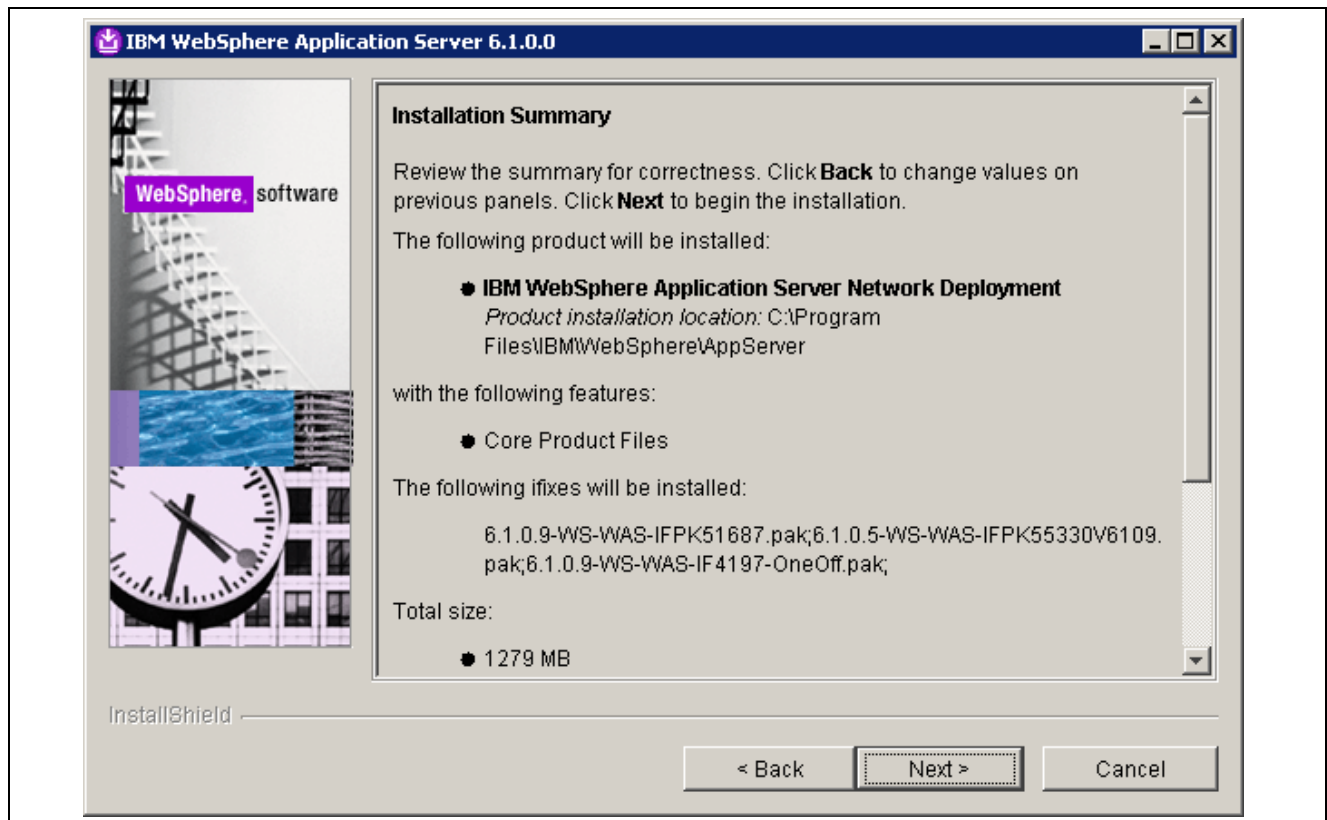 IBM WebSphere Application Server 6.1.0.0
WebSphere. software
Installation Summary
Review the summary for correctness. Click Back to change values on
previous panels. Click Next to begin the installation.
The following product will be installed:
IBM WebSphere Application Server Network Deployment
Product installation location: C:\Program
Files\IBM\WebSphere\AppServer
with the following features:
Core Product Files
The following ifixes will be installed:
6.1.0.9-WS-WAS-IFPK51687.pak;6.1.0.5-WS-WAS-IFPK55330V6109.
pak;6.1.0.9-WS-WAS-IF4197-OneOff.pak;
Total size:
1279 MB
InstallShield
< Back
Next >
Cancel